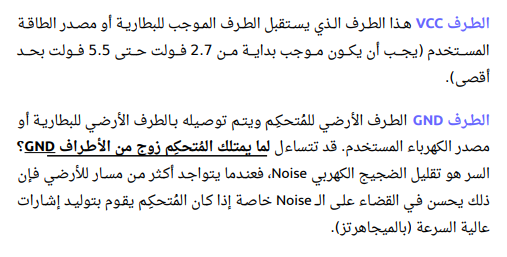 الطرف VCC هذا الطرف الذي يستقبل الطرف الموجب للبطارية أو مصدر الطاقة
المستخدم (يجب أن يكون موجب بداية من 2.7 فولت حتى 5.5 فولت بحد
أقصى).
الطرف GND الطرف الأرضي للمُتحكِم ويتم توصيله بالطرف الأرضي للبطارية أو
مصدر الكهرباء المستخدم. قد تتساءل لما يمتلك المُتحكِم زوج من الأطراف GND؟
السر هو تقليل الضجيج الكهربي Noise، فعندما يتواجد أكثر من مسار للأرضي فإن
ذلك يحسن في القضاء على الـ Noise خاصة إذا كان المُتحكِم يقوم بتوليد إشارات
عالية السرعة (بالميجاهرتز).